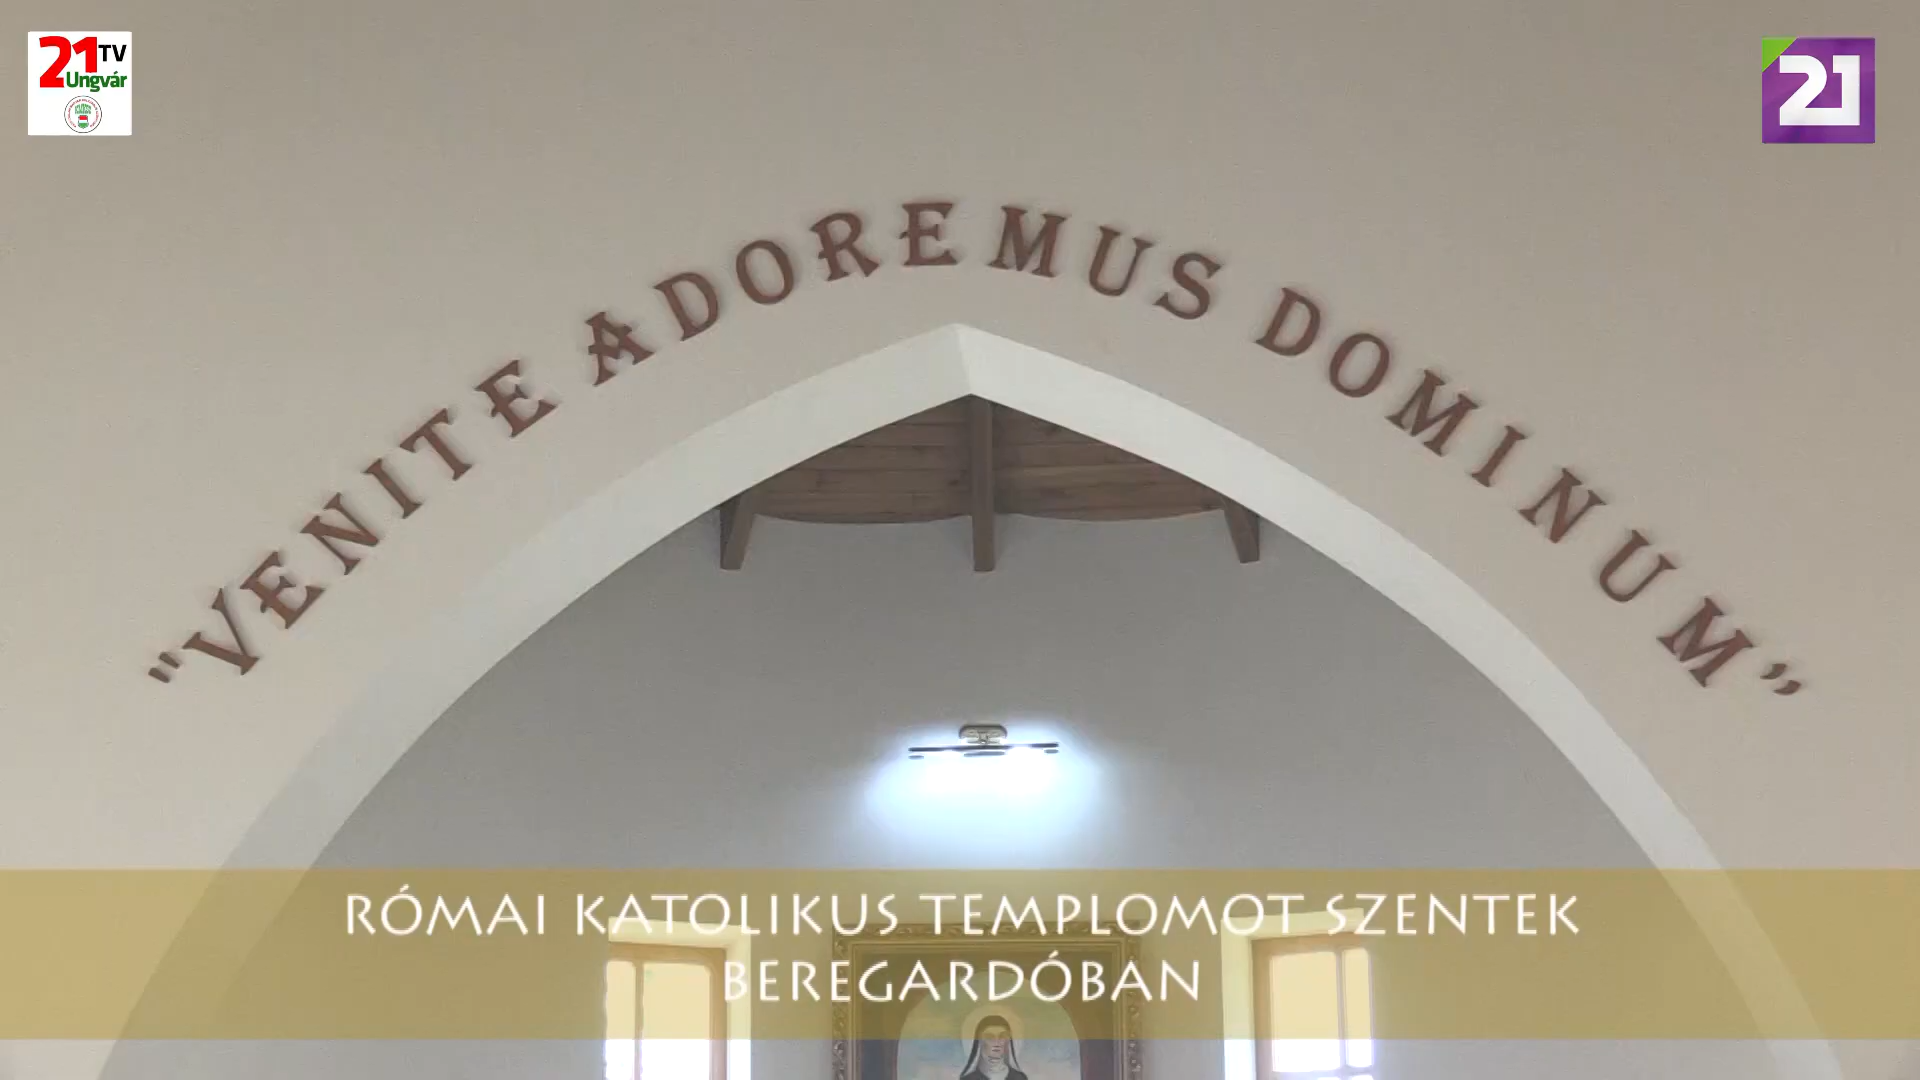 21 TV
Ungvár
21
"VENITE ADOREMUS DOMINUM"
RÓMAI KATOLIKUS TEMPLOMOT SZENTEK
BEREGARDÓBAN